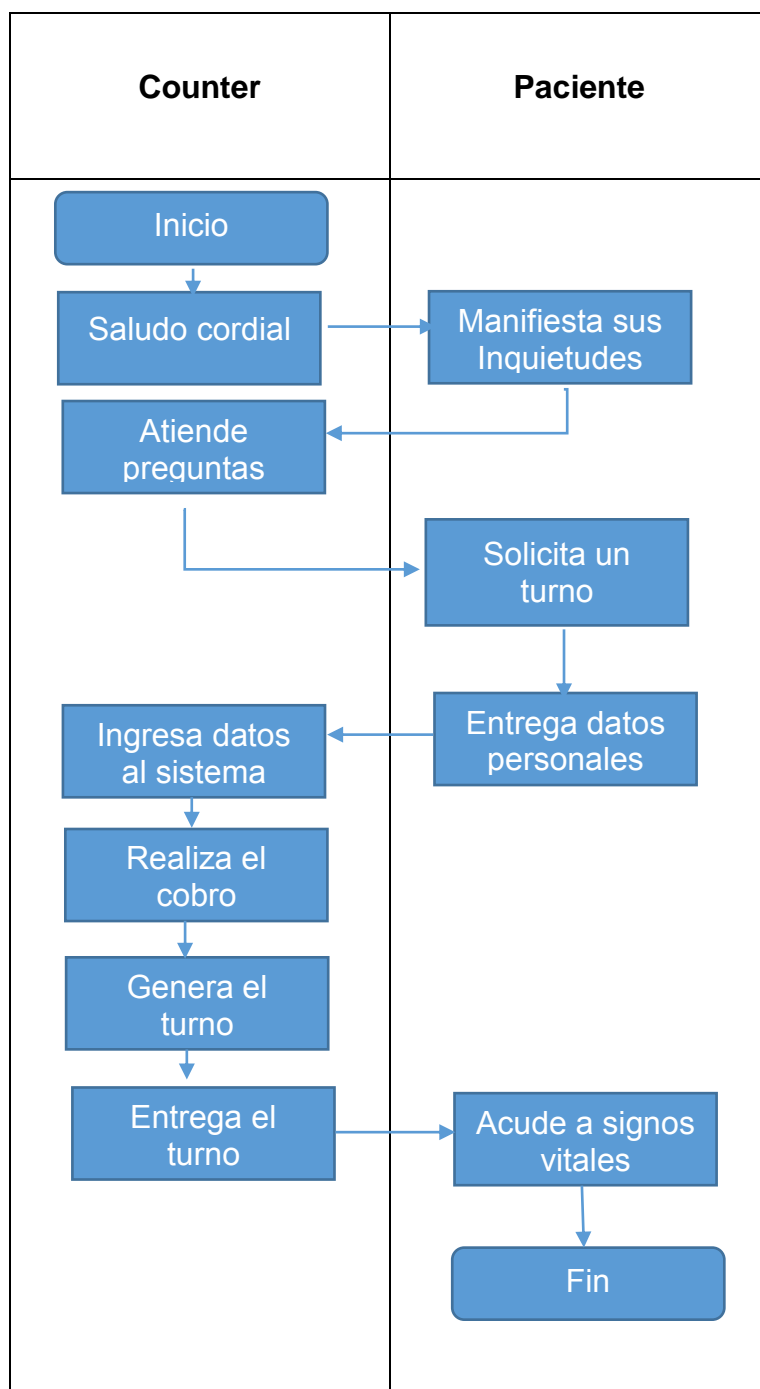 Counter
Paciente
Inicio
Saludo cordial
Manifiesta sus
Inquietudes
Atiende
preguntas
Solicita un
turno
Entrega datos
personales
Ingresa datos
al sistema
Realiza el
cobro
Genera el
turno
Entrega el
turno
Acude a signos
vitales
Fin